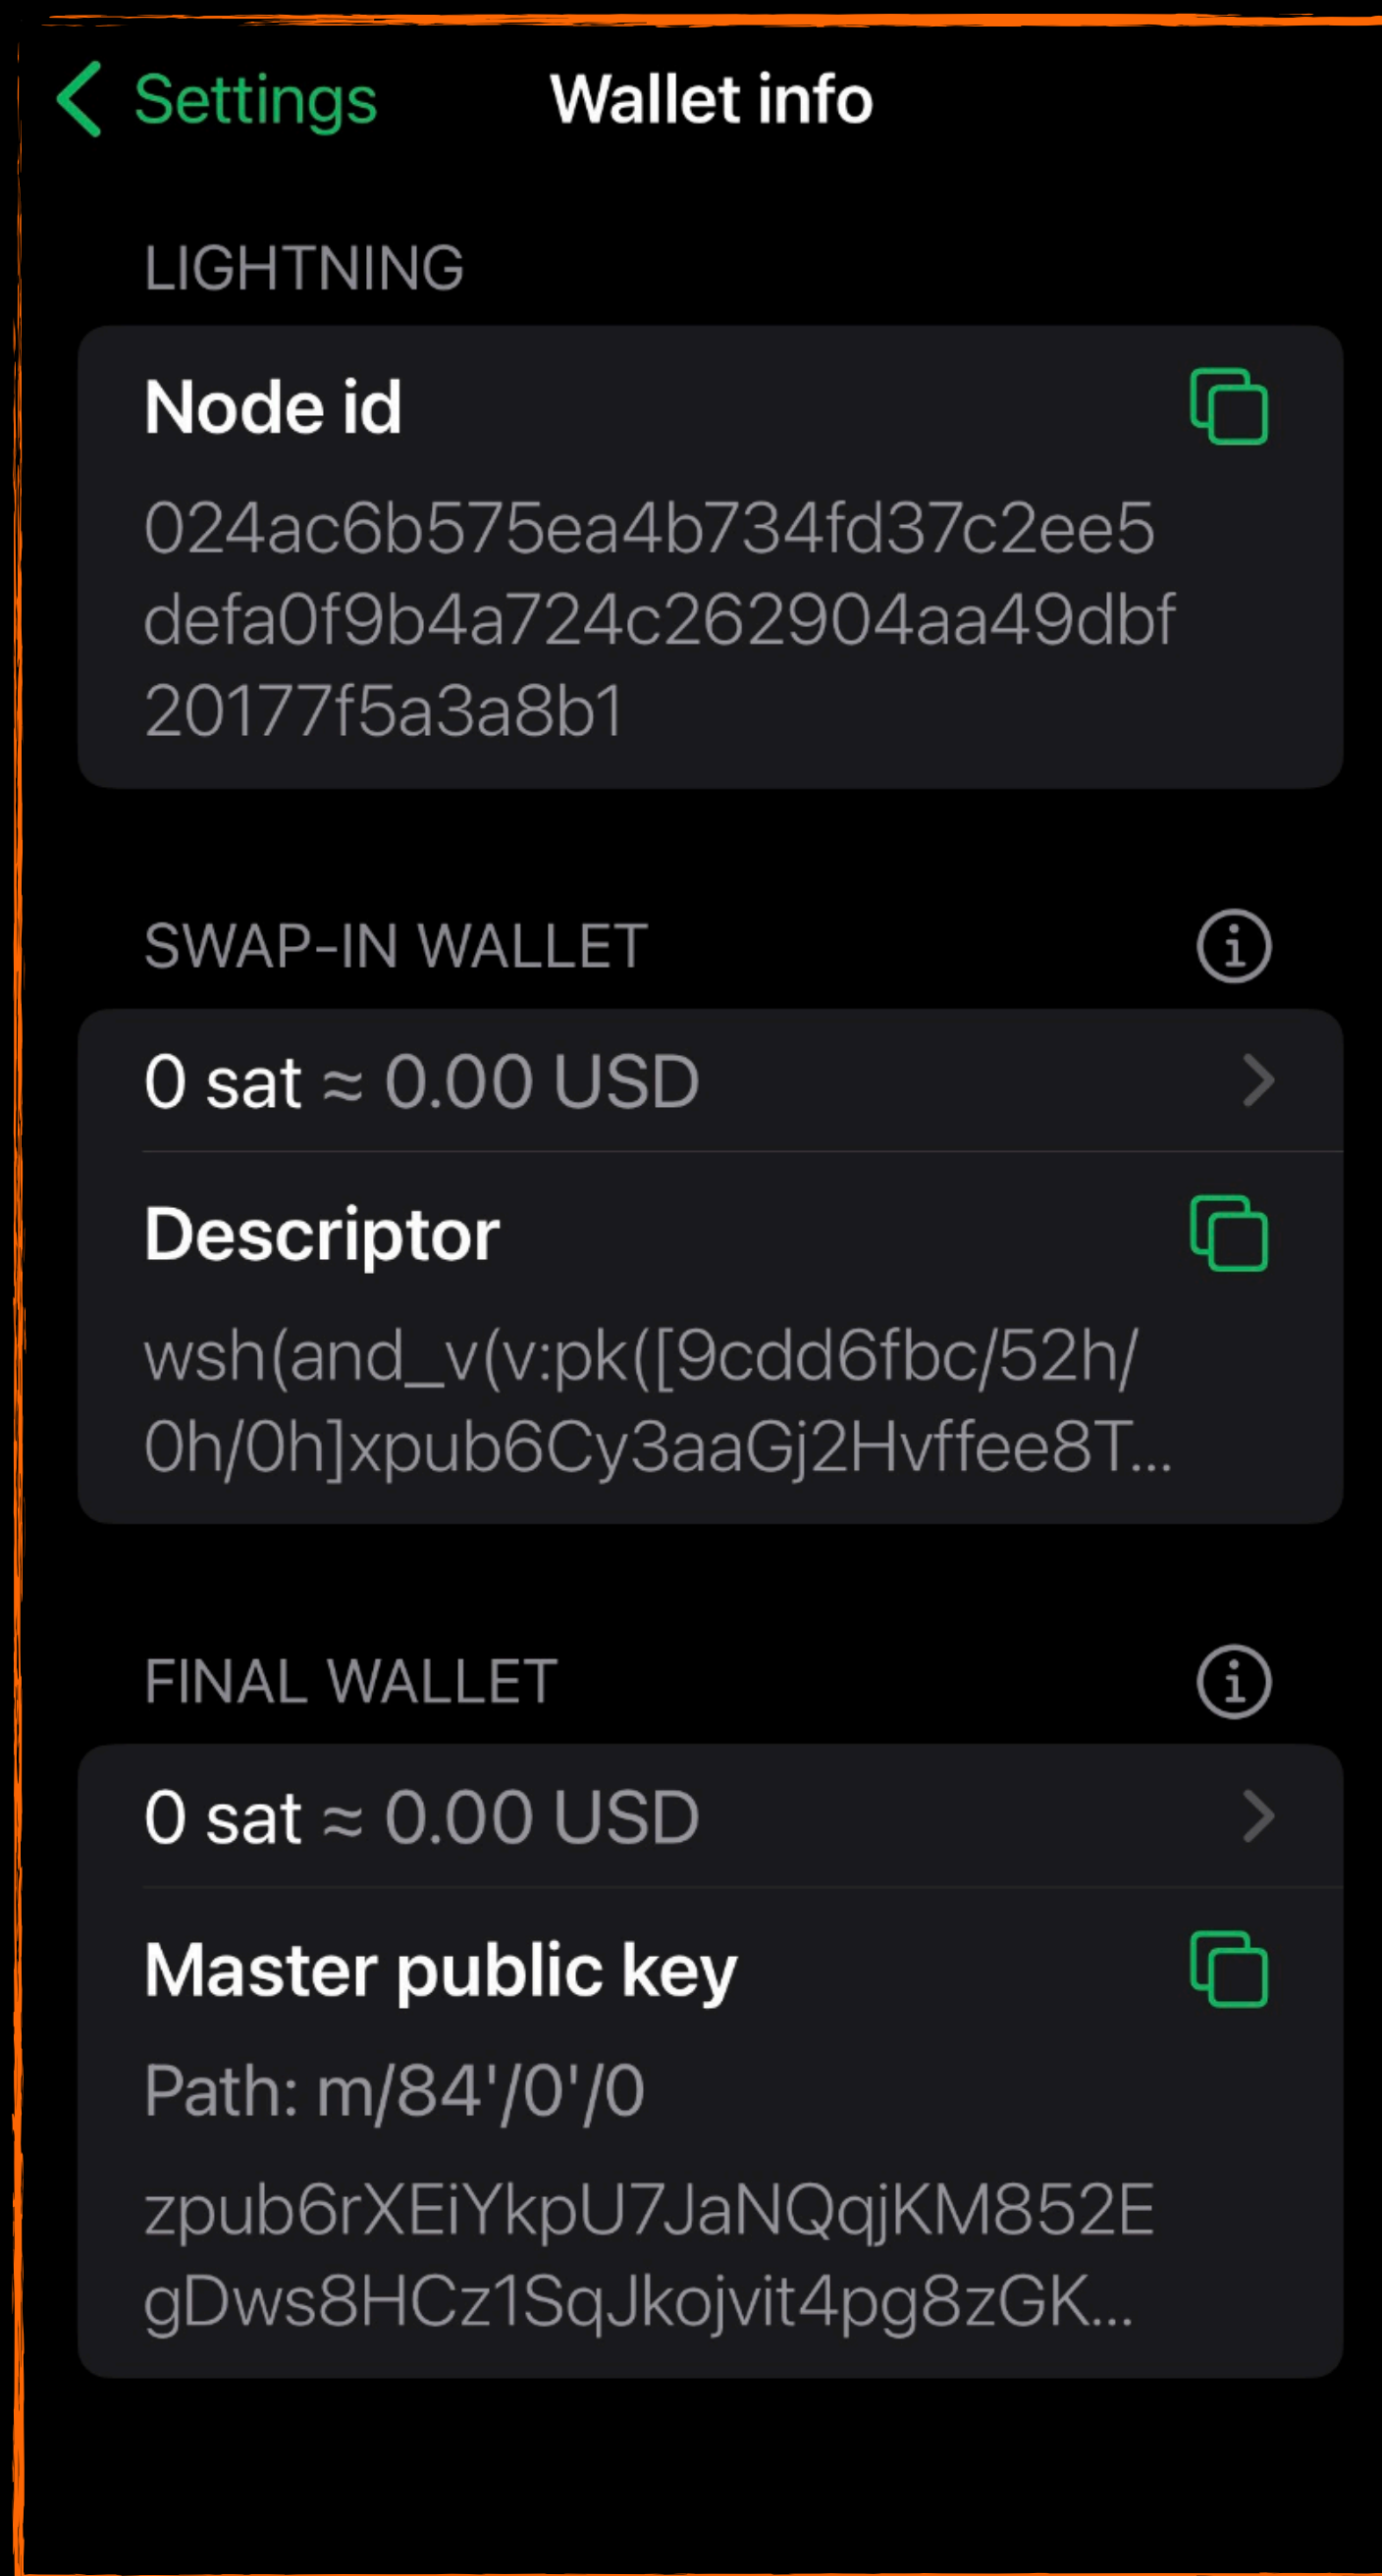 Settings
Wallet info
LIGHTNING
Node id
024ac6b575ea4b734fd37c2ee5
defa0f9b4a724c262904aa49dbf
20177f5a3a8b1
SWAP-IN WALLET
0 sat ≈ 0.00 USD
Descriptor
wsh(and_v(v:pk([9cdd6fbc/52h/
0h/0h]xpub6Cy3aaGj2Hvffee8T...
FINAL WALLET
0 sat ≈ 0.00 USD
Master public key
Path: m/84'/0'/0
zpub6rXEiYkpU7JaNQqjKM852E
gDws8HCz1SqJkojvit4pg8zGK...